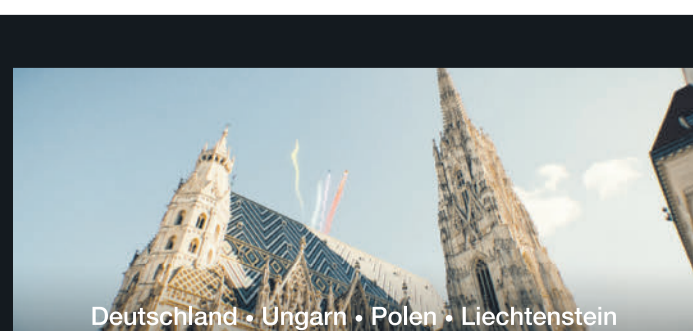 Deutschland • Ungarn • Polen • Liechtenstein